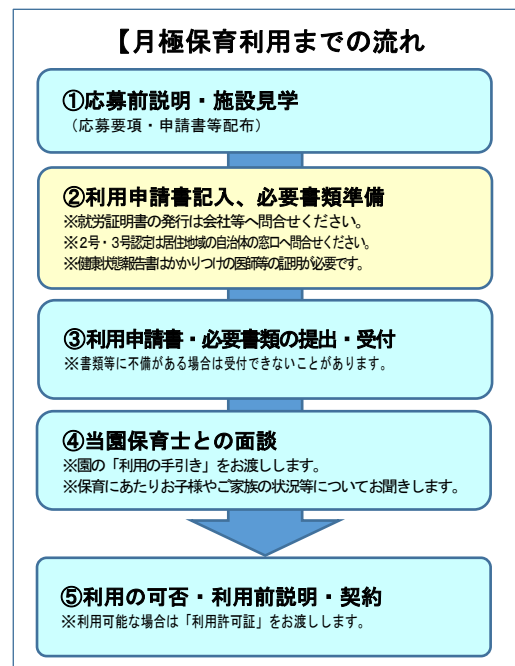 【月極保育利用までの流れ
①応募前説明・施設見学
（応募要項・申請書等配布）
②利用申請書記入、必要書類準備
※就労証明書の発行は会社等へ問合せください。
※２号・３号認定は居住地域の自治体の窓口へ問合せください。
※健康状態報告書はかかりつけの医師等の証明が必要です。
③利用申請書・必要書類の提出・受付
※書類等に不備がある場合は受付できないことがあります。
④当園保育士との面談
※園の「利用の手引き」をお渡しします。
※保育にあたりお子様やご家族の状況等についてお聞きします。
⑤利用の可否・利用前説明・契約
※利用可能な場合は「利用許可証」をお渡しします。